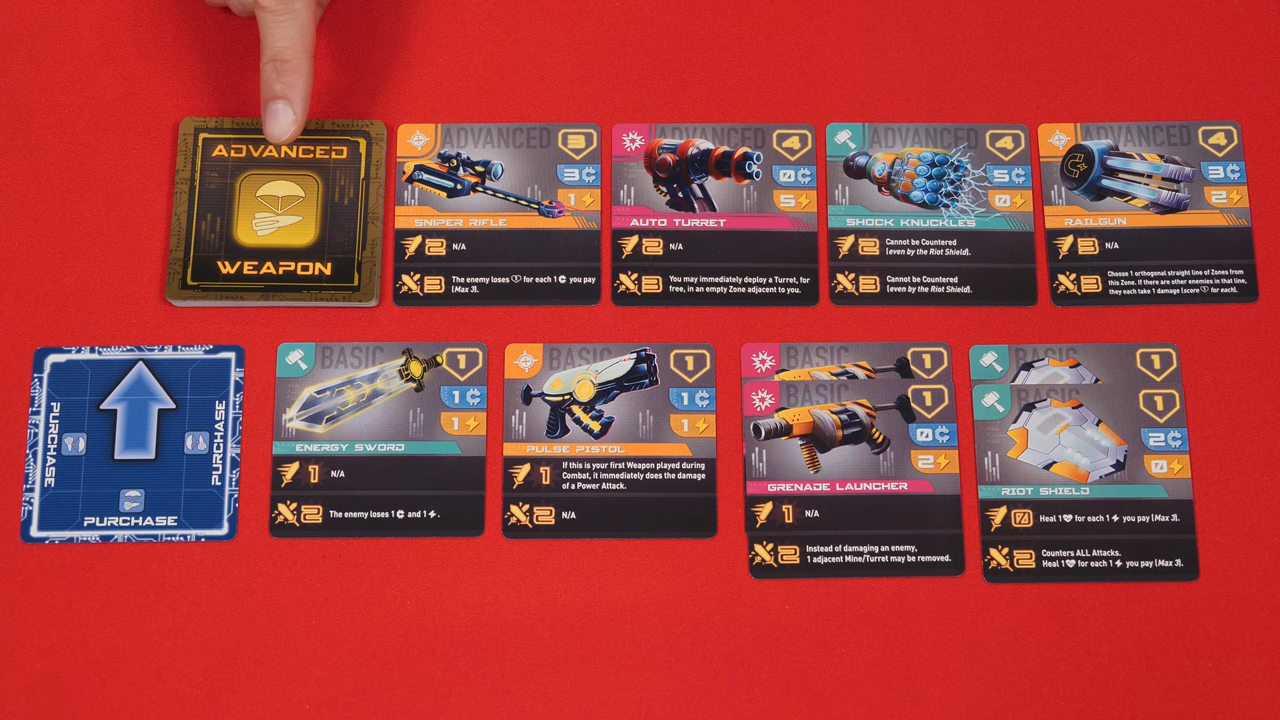 ADVANCED
WEAPON
ADVANCED
3
3
1
SNIPER RIFLE
2 N/A
3 The enemy loses for each 1 you pay
(Max 3).
ADVANCED
4
0
5
AUTO TURRET
2 N/A
3 You may immediately deploy a Turret, for
free, in an empty Zone adjacent to you.
ADVANCED
4
5
0
SHOCK KNUCKLES
2 Cannot be Countered
(even by the Riot Shield).
3 Cannot be Countered
(even by the Riot Shield).
ADVANCED
4
3
2
RAILGUN
3 N/A
3 Choose 1 orthogonal straight line of Zones from
this Zone. If there are other enemies in that line,
they each take 1 damage (score for each).
PURCHASE
PURCHASE
PURCHASE
BASIC
1
1
1
ENERGY SWORD
1 N/A
2 The enemy loses 1 and 1.
BASIC
1
1
1
PULSE PISTOL
1 If this is your first Weapon played during
Combat, it immediately does the damage
of a Power Attack.
2 N/A
BASIC
1
1
0
2
GRENADE LAUNCHER
1 N/A
2 Instead of damaging an enemy,
1 adjacent Mine/Turret may be removed.
BASIC
1
1
2
0
RIOT SHIELD
0 Heal 1 for each 1 you pay (Max 3).
2 Counters ALL Attacks.
Heal 1 for each 1 you pay (Max 3).